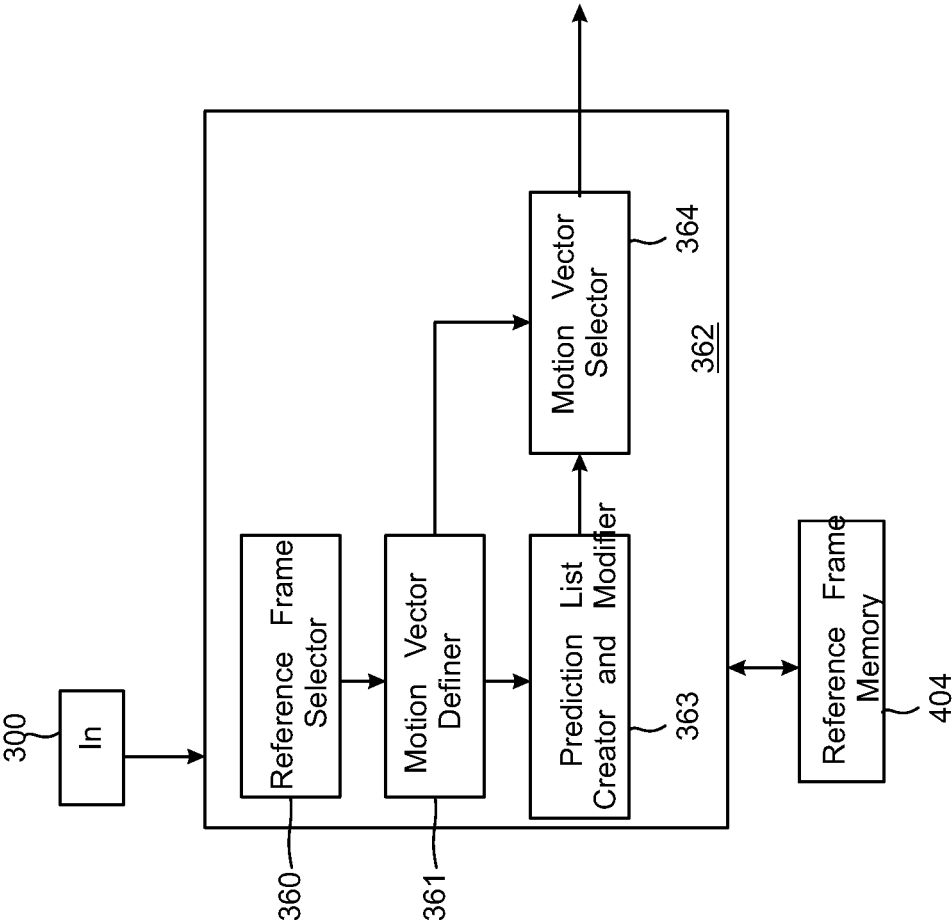 300
In
360
Reference Frame
Selector
361
Motion Vector
Definer
363
Prediction List
Creator and Modifier
364
Motion Vector
Selector
362
404
Reference Frame
Memory